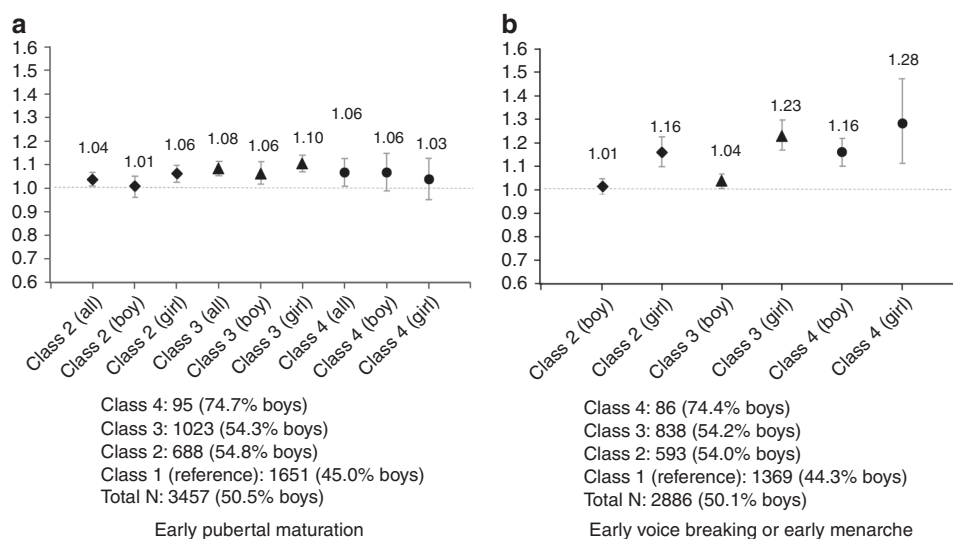 a
1.6
1.5
1.4
1.3
1.2
1.1
1.0
0.9
0.8
0.7
0.6
1.04
1.01
1.06
1.08
1.06
1.10
1.06
1.06
1.03
Class 2 (all)
Class 2 (boy)
Class 2 (girl)
Class 3 (all)
Class 3 (boy)
Class 3 (girl)
Class 4 (all)
Class 4 (boy)
Class 4 (girl)
Class 4: 95 (74.7% boys)
Class 3: 1023 (54.3% boys)
Class 2: 688 (54.8% boys)
Class 1 (reference): 1651 (45.0% boys)
Total N: 3457 (50.5% boys)
Early pubertal maturation
b
1.6
1.5
1.4
1.3
1.2
1.1
1.0
0.9
0.8
0.7
0.6
1.01
1.16
1.04
1.23
1.16
1.28
Class 2 (boy)
Class 2 (girl)
Class 3 (boy)
Class 3 (girl)
Class 4 (boy)
Class 4 (girl)
Class 4: 86 (74.4% boys)
Class 3: 838 (54.2% boys)
Class 2: 593 (54.0% boys)
Class 1 (reference): 1369 (44.3% boys)
Total N: 2886 (50.1% boys)
Early voice breaking or early menarche